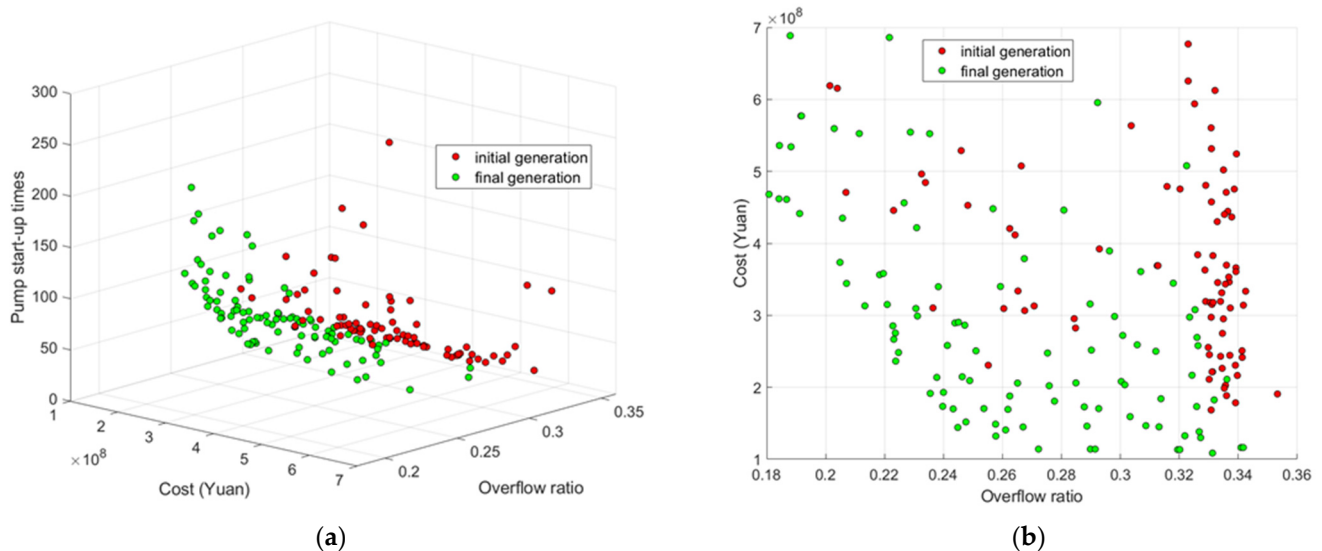 300
250
200
150
100
50
0
Pump start-up times
initial generation
final generation
1
2
3
4
5
6
7
×10^8
Cost (Yuan)
0.2
0.25
0.3
0.35
Overflow ratio
(a)
×10^8
7
6
5
4
3
2
1
Cost (Yuan)
initial generation
final generation
0.18 0.2 0.22 0.24 0.26 0.28 0.3 0.32 0.34 0.36
Overflow ratio
(b)